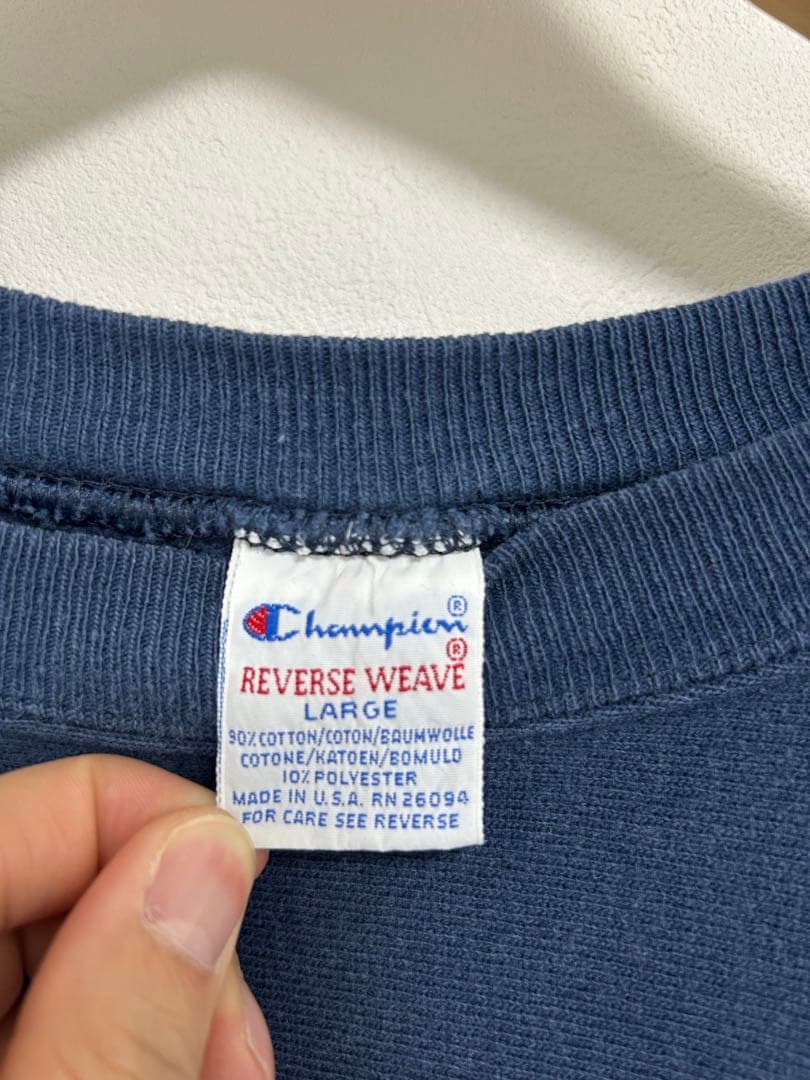 Champion®
REVERSE WEAVE®
LARGE
90% COTTON/COTON/BAUMWOLLE
COTONE/KATOEN/BOMULD
10% POLYESTER
MADE IN U.S.A. RN 26094
FOR CARE SEE REVERSE